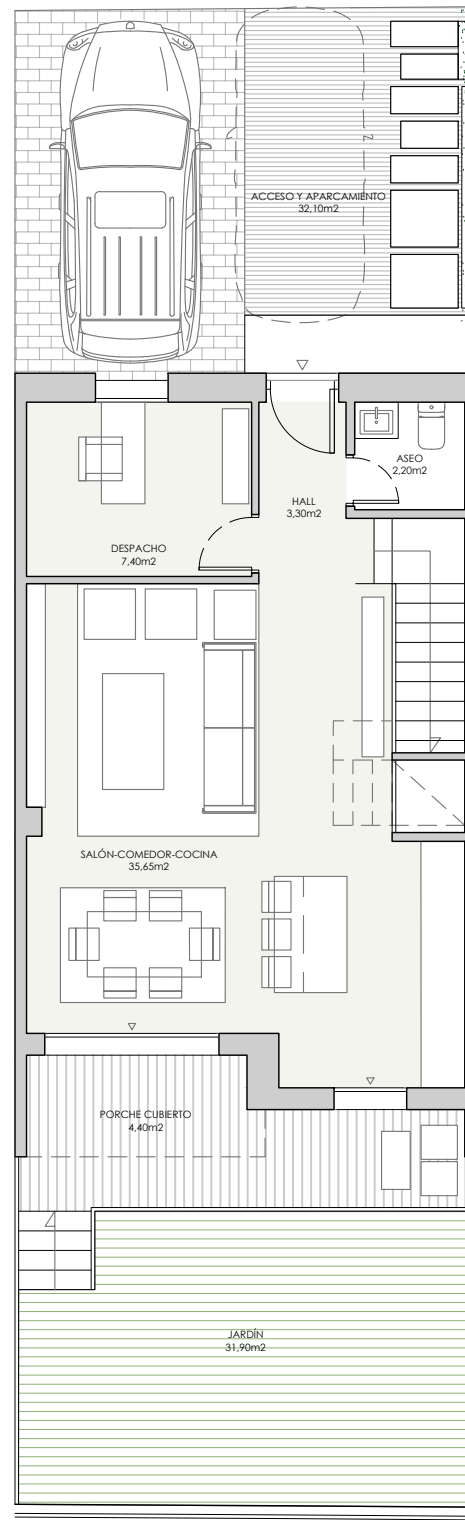 ACCESO Y APARCAMIENTO
32,10m2
ASEO
2,20m2
HALL
3,30m2
DESPACHO
7,40m2
SALÓN-COMEDOR-COCINA
35,65m2
PORCHE CUBIERTO
4,40m2
JARDÍN
31,90m2